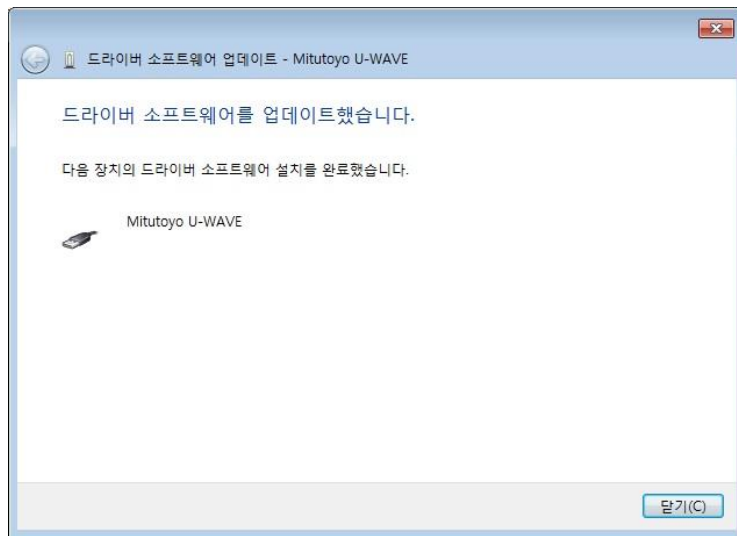 드라이버 소프트웨어 업데이트 - Mitutoyo U-WAVE
드라이버 소프트웨어를 업데이트했습니다.
다음 장치의 드라이버 소프트웨어 설치를 완료했습니다.
Mitutoyo U-WAVE
닫기(C)